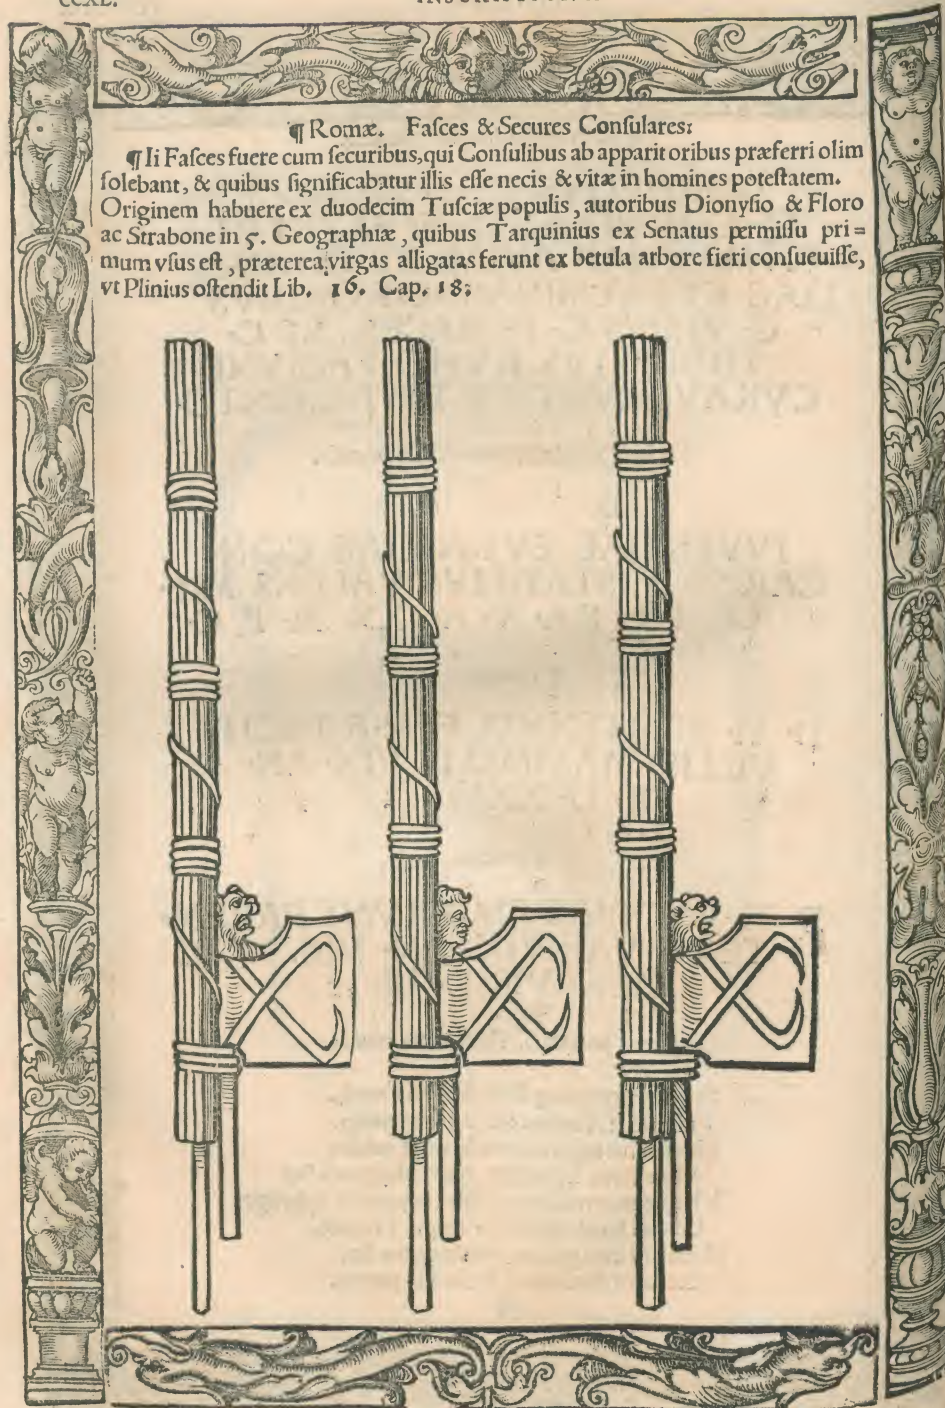 CCXL.
¶ Romæ. Faſces & Secures Conſulares:
¶ Ii Faſces fuere cum ſecuribus, qui Conſulibus ab apparitoribus præferri olim
ſolebant, & quibus ſignificabatur illis eſſe necis & vitæ in homines poteſtatem.
Originem habuere ex duodecim Tuſciæ populis, autoribus Dionyſio & Floro
ac Strabone in 5. Geographiæ, quibus Tarquinius ex Senatus permiſſu pri=
mum vſus eſt, præterea virgas alligatas ferunt ex betula arbore fieri conſueuiſſe,
vt Plinius oſtendit Lib. 16. Cap. 18: